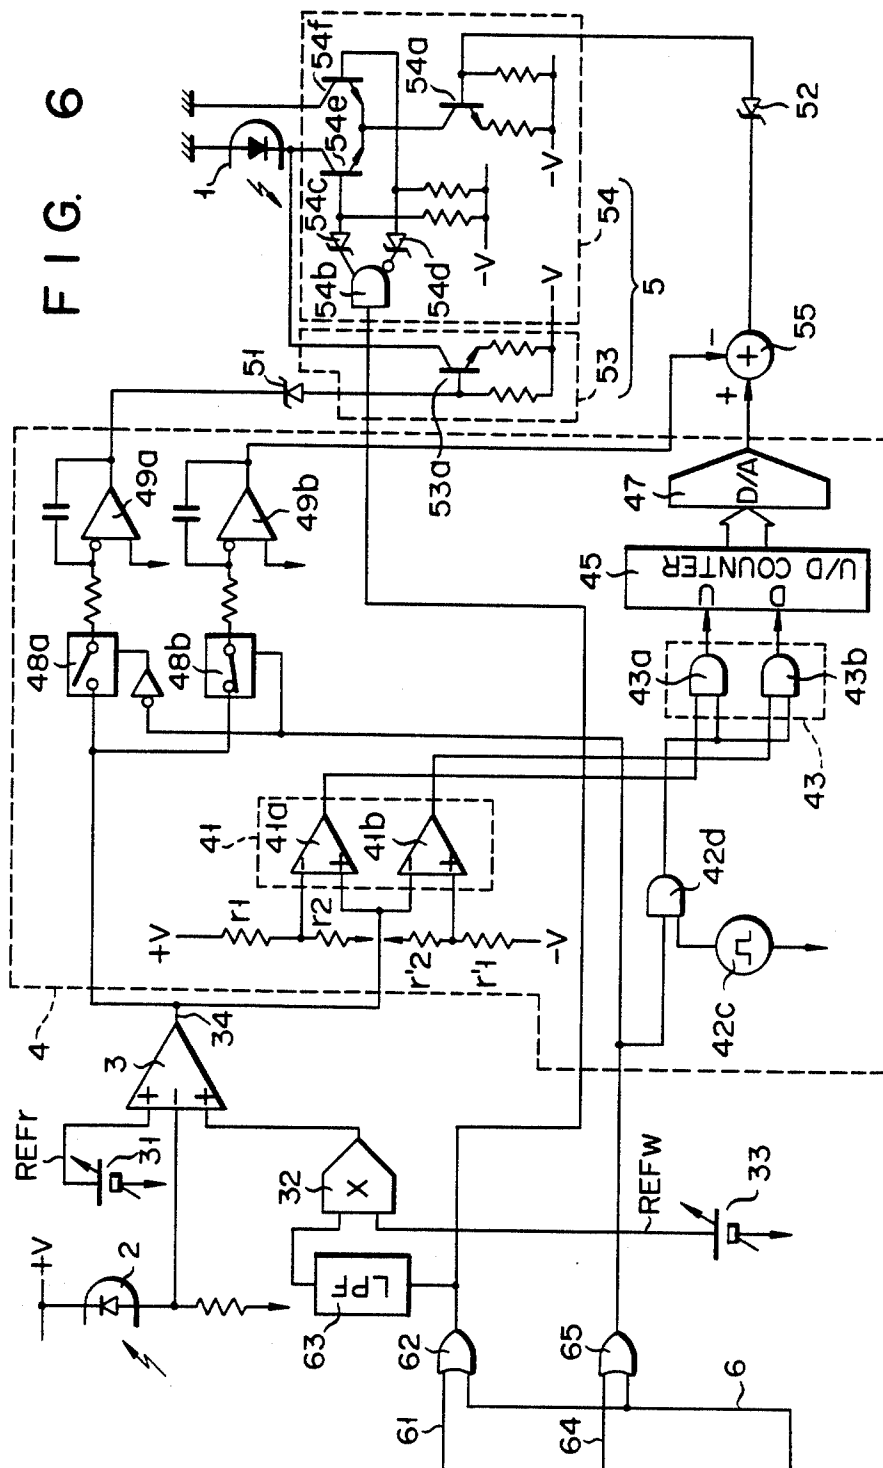 FIG. 6
1
54f
54e
54c
54b
54d
54a
-V
-V
-V
54
5
53
53a
51
52
55
+
-
+
49a
49b
48a
48b
47
D/A
45
U/D COUNTER
U
D
43a
43b
43
42d
42c
41
41a
41b
+
-
-
+
+V
r1
r2
r'2
r'1
-V
4
34
3
+
-
+
REFr
31
32
X
REFw
33
+V
2
LPF
63
62
65
61
64
6